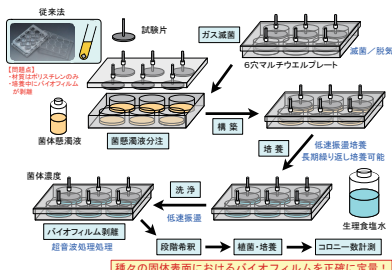 従来法
試験片
ガス滅菌
滅菌／脱気
6穴マルチウエルプレート
【問題点】
・材質はポリスチレンのみ
・培養中にバイオフィルム
が剥離
菌懸濁液分注
構 築
菌体懸濁液
培 養
低速振盪培養
長期繰り返し培養可能
菌体濃度
洗 浄
低速振盪
生理食塩水
バイオフィルム剥離
超音波処理処理
段階希釈
植菌・培養
コロニー数計測
種々の固体表面におけるバイオフィルムを正確に定量！